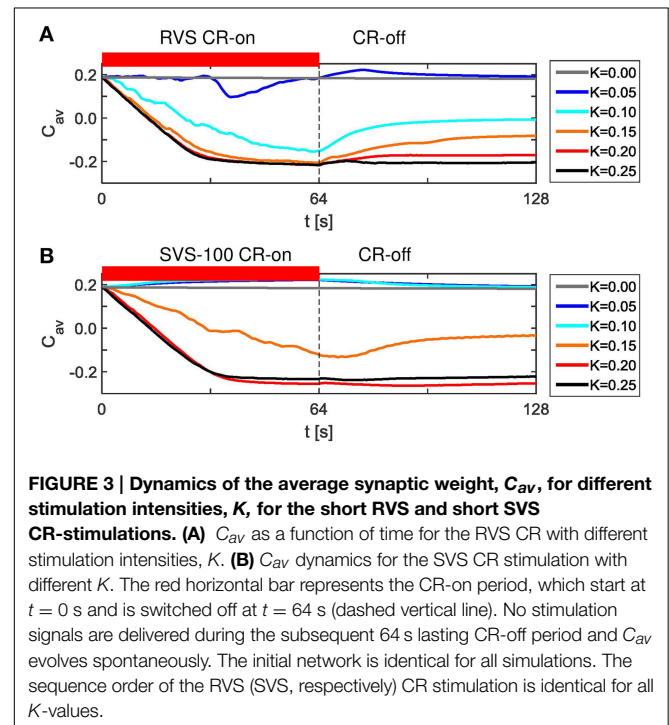 A
RVS CR-on
CR-off
0.2
0.0
-0.2
C_av
0
64
128
t [s]
K=0.00
K=0.05
K=0.10
K=0.15
K=0.20
K=0.25
B
SVS-100 CR-on
CR-off
0.2
0.0
-0.2
C_av
0
64
128
t [s]
K=0.00
K=0.05
K=0.10
K=0.15
K=0.20
K=0.25
FIGURE 3 | Dynamics of the average synaptic weight, C_av, for different
stimulation intensities, K, for the short RVS and short SVS
CR-stimulations. (A) C_av as a function of time for the RVS CR with different
stimulation intensities, K. (B) C_av dynamics for the SVS CR stimulation with
different K. The red horizontal bar represents the CR-on period, which start at
t = 0 s and is switched off at t = 64 s (dashed vertical line). No stimulation
signals are delivered during the subsequent 64 s lasting CR-off period and C_av
evolves spontaneously. The initial network is identical for all simulations. The
sequence order of the RVS (SVS, respectively) CR stimulation is identical for all
K-values.